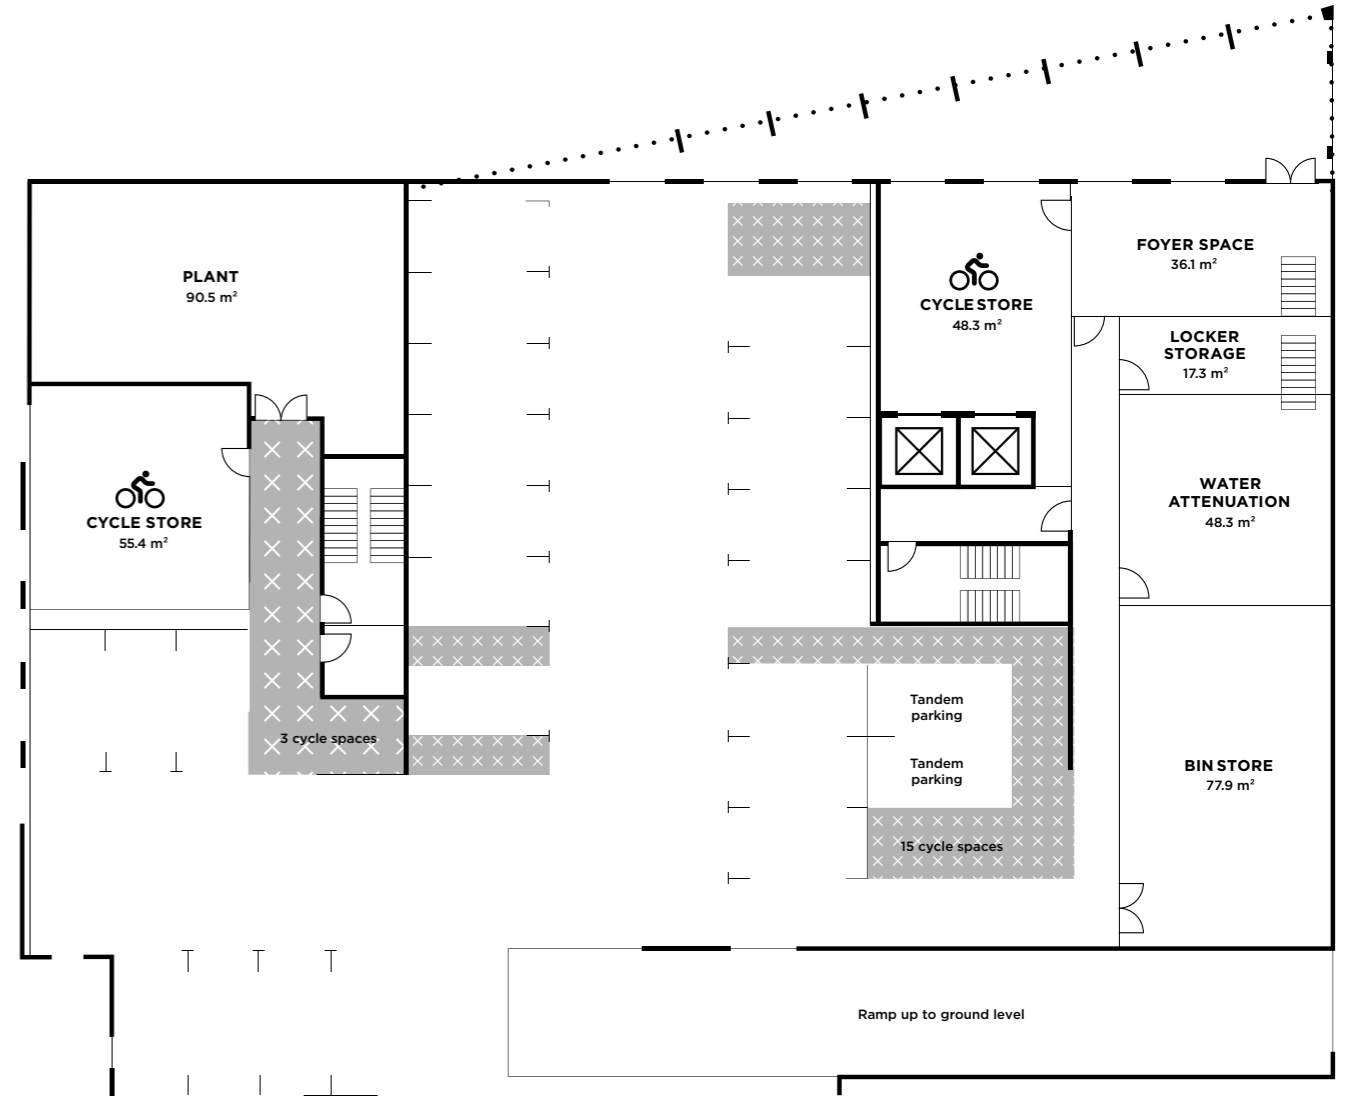 PLANT
90.5 m²
CYCLE STORE
55.4 m²
3 cycle spaces
CYCLE STORE
48.3 m²
FOYER SPACE
36.1 m²
LOCKER
STORAGE
17.3 m²
WATER
ATTENUATION
48.3 m²
Tandem
parking
Tandem
parking
15 cycle spaces
BIN STORE
77.9 m²
Ramp up to ground level